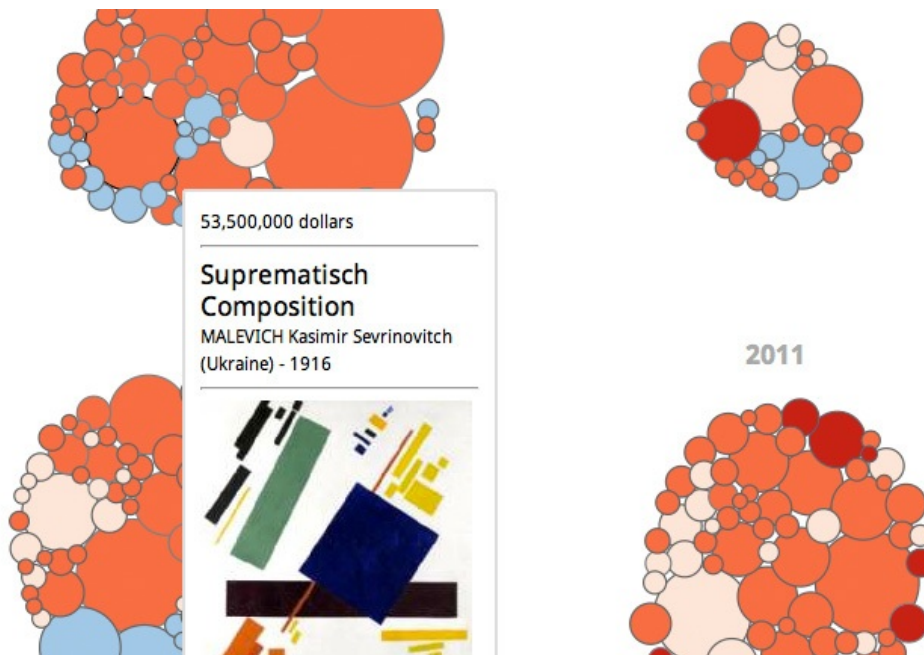 53,500,000 dollars
Suprematisch
Composition
MALEVICH Kasimir Sevrinovitch
(Ukraine) - 1916
2011